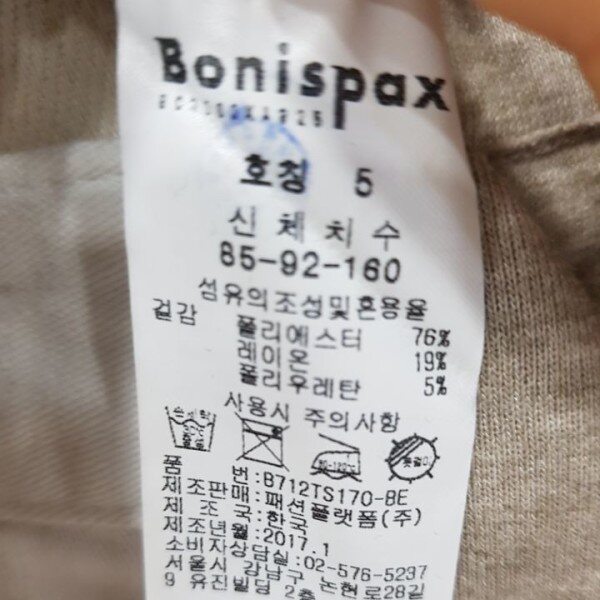 Bonispax
호칭 5
신체치수
85-92-160
섬유의조성및혼용율
겉감 폴리에스터 76%
레이온 19%
폴리우레탄 5%
사용시 주의사항
품 번:B712TS170-BE
제조판매:패션플랫폼(주)
제 조 국:한국
제조년월:2017.1
소비자상담실:02-576-5237
서울시 강남구 논현로28길
9 유진빌딩 2층